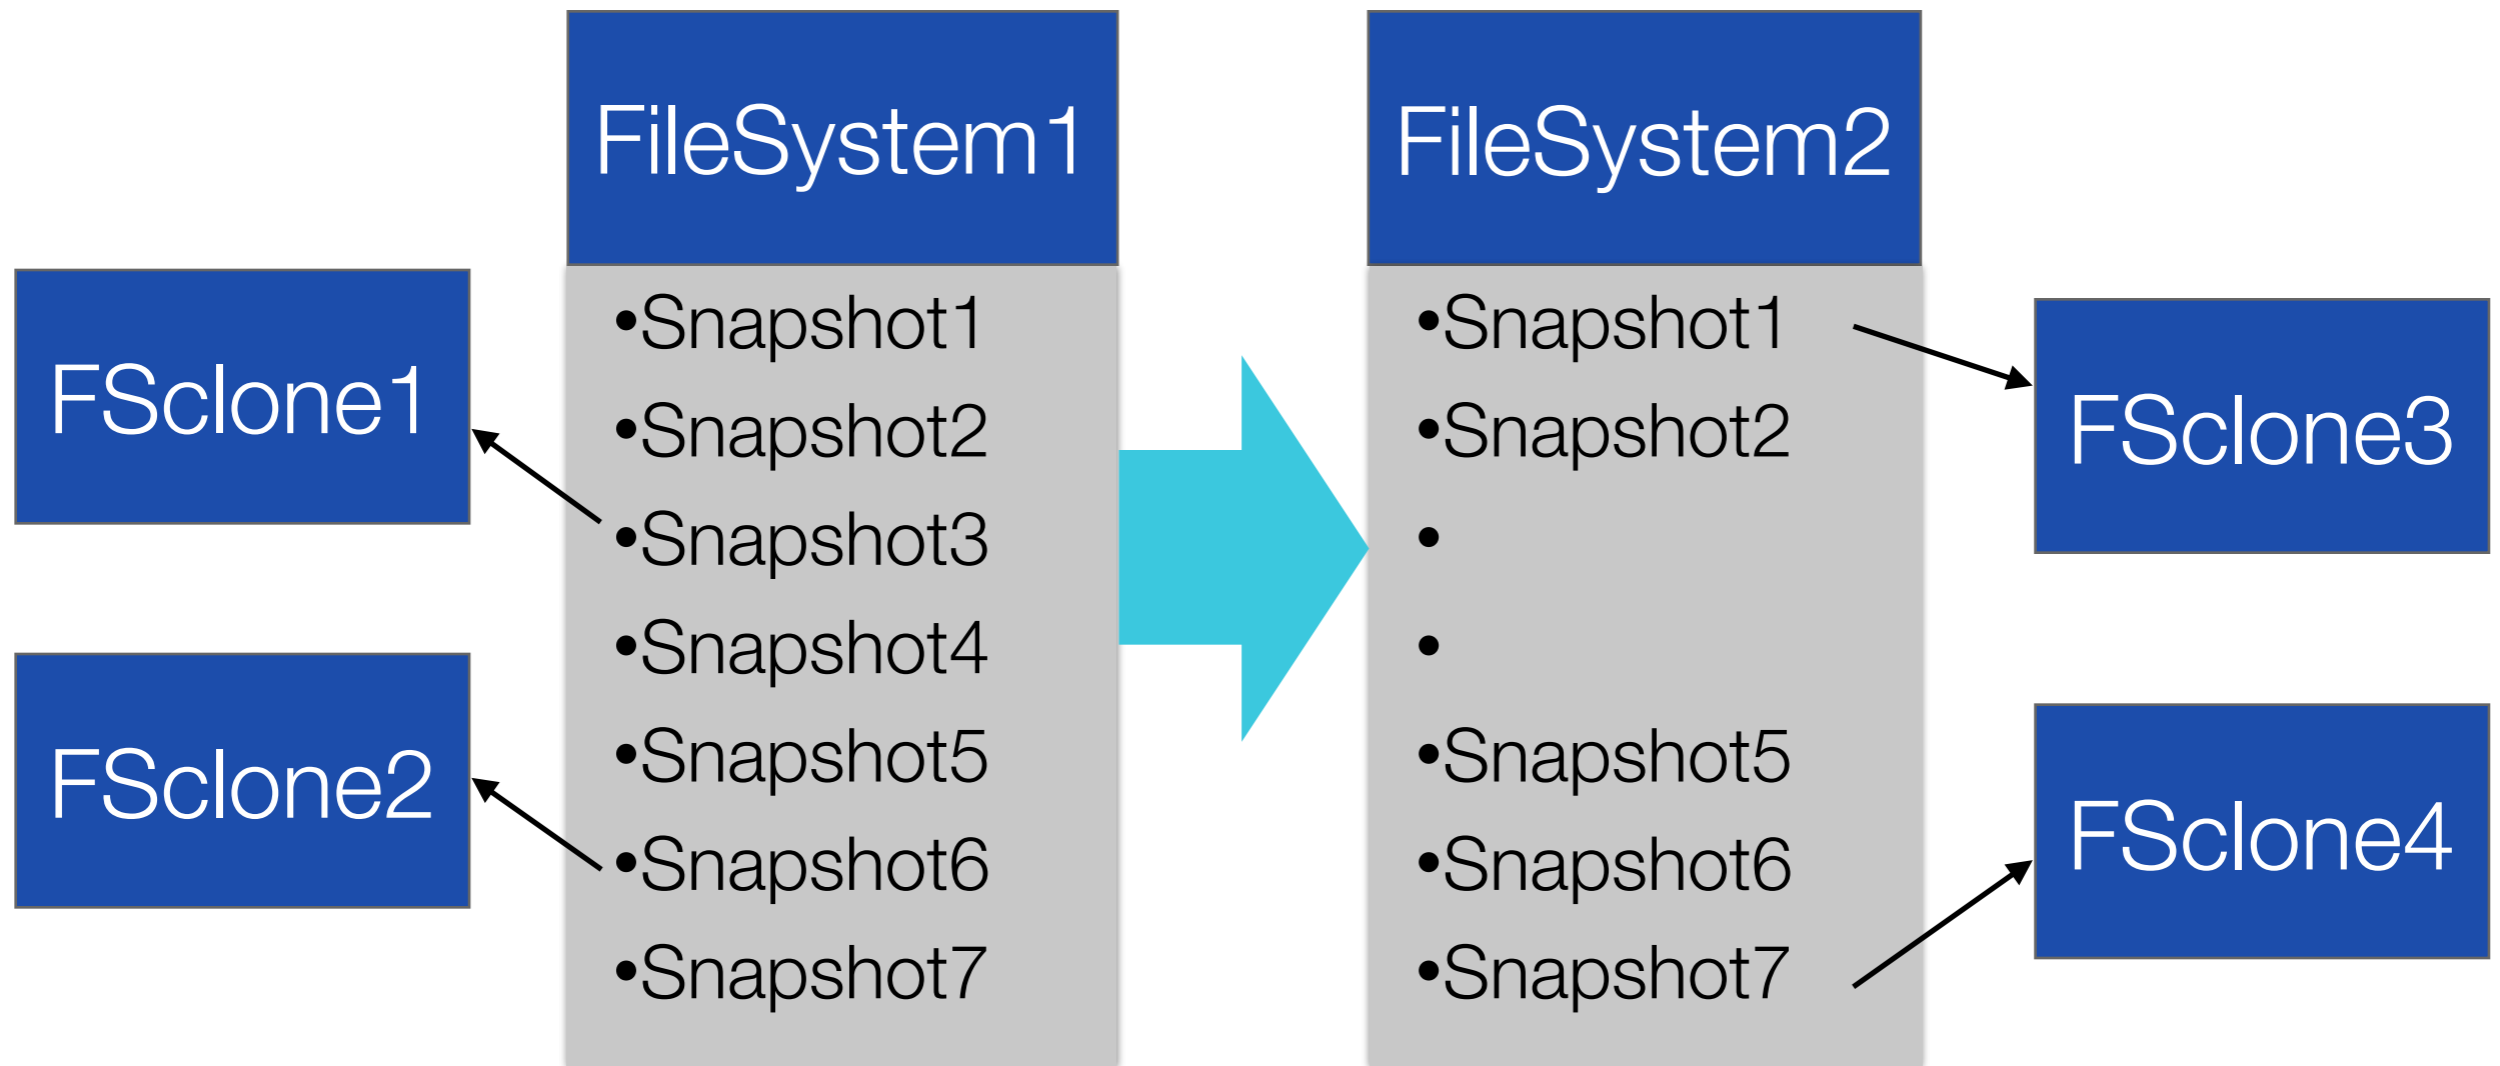 FileSystem1
•Snapshot1
•Snapshot2
•Snapshot3
•Snapshot4
•Snapshot5
•Snapshot6
•Snapshot7
FileSystem2
•Snapshot1
•Snapshot2
•
•
•Snapshot5
•Snapshot6
•Snapshot7
FSclone1
FSclone2
FSclone3
FSclone4